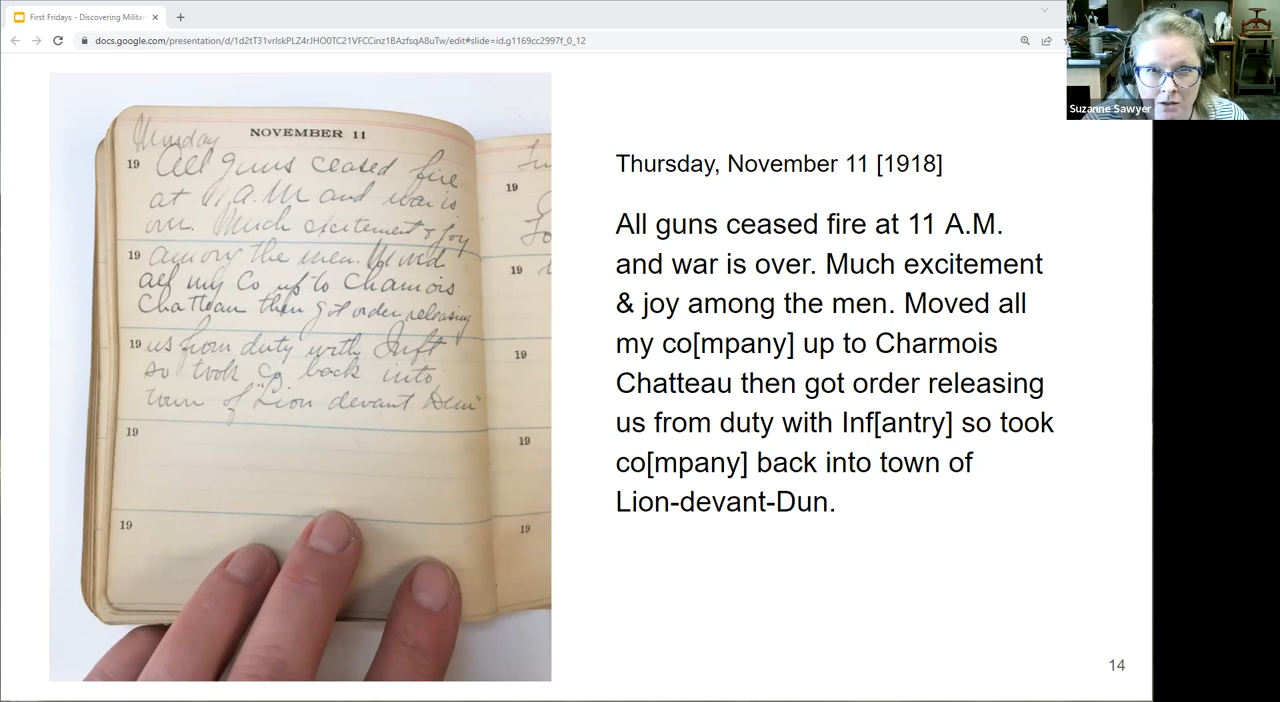 First Fridays - Discovering Milita
docs.google.com/presentation/d/1d2tT31vrlskPLZ4rJHO0TC21VFCCinz1BAzfsqA8uTw/edit#slide=id.g1169cc2997f_0_12
Suzanne Sawyer
NOVEMBER 11
19 All guns ceased fire
at 11 A.M and war is
over. Much excitement & joy
19 among the men. Moved
all my Co up to Chamois
Chatteau then got order releasing
19 us from duty with Inft
so took Co back into
town of "Lion devant Dun"
19
19
19
19
19
19
19
Thursday, November 11 [1918]
All guns ceased fire at 11 A.M.
and war is over. Much excitement
& joy among the men. Moved all
my co[mpany] up to Charmois
Chatteau then got order releasing
us from duty with Inf[antry] so took
co[mpany] back into town of
Lion-devant-Dun.
14